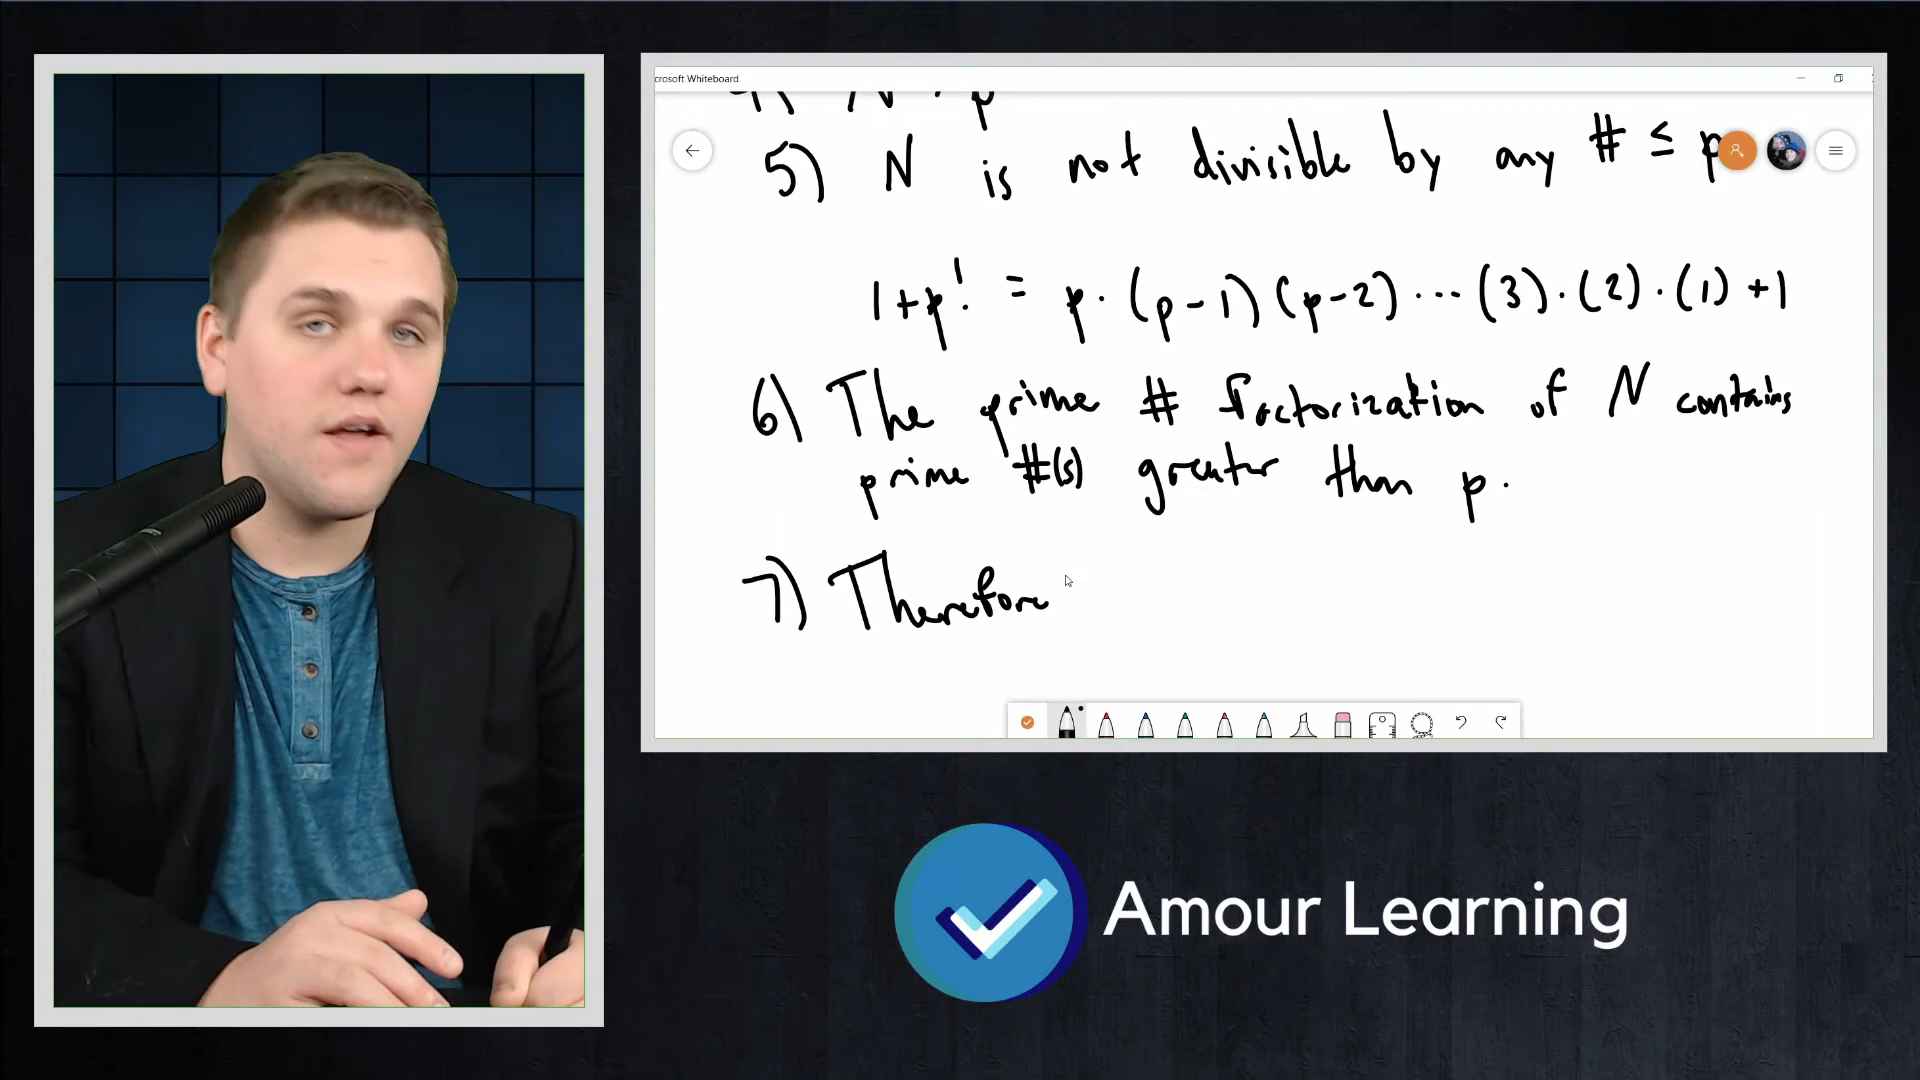 crosoft Whiteboard
4) N > p
5) N is not divisible by any # ≤ p
1+p! = p·(p-1)(p-2)···(3)·(2)·(1)+1
6) The prime # factorization of N contains
prime #(s) greater than p.
7) Therefore
Amour Learning